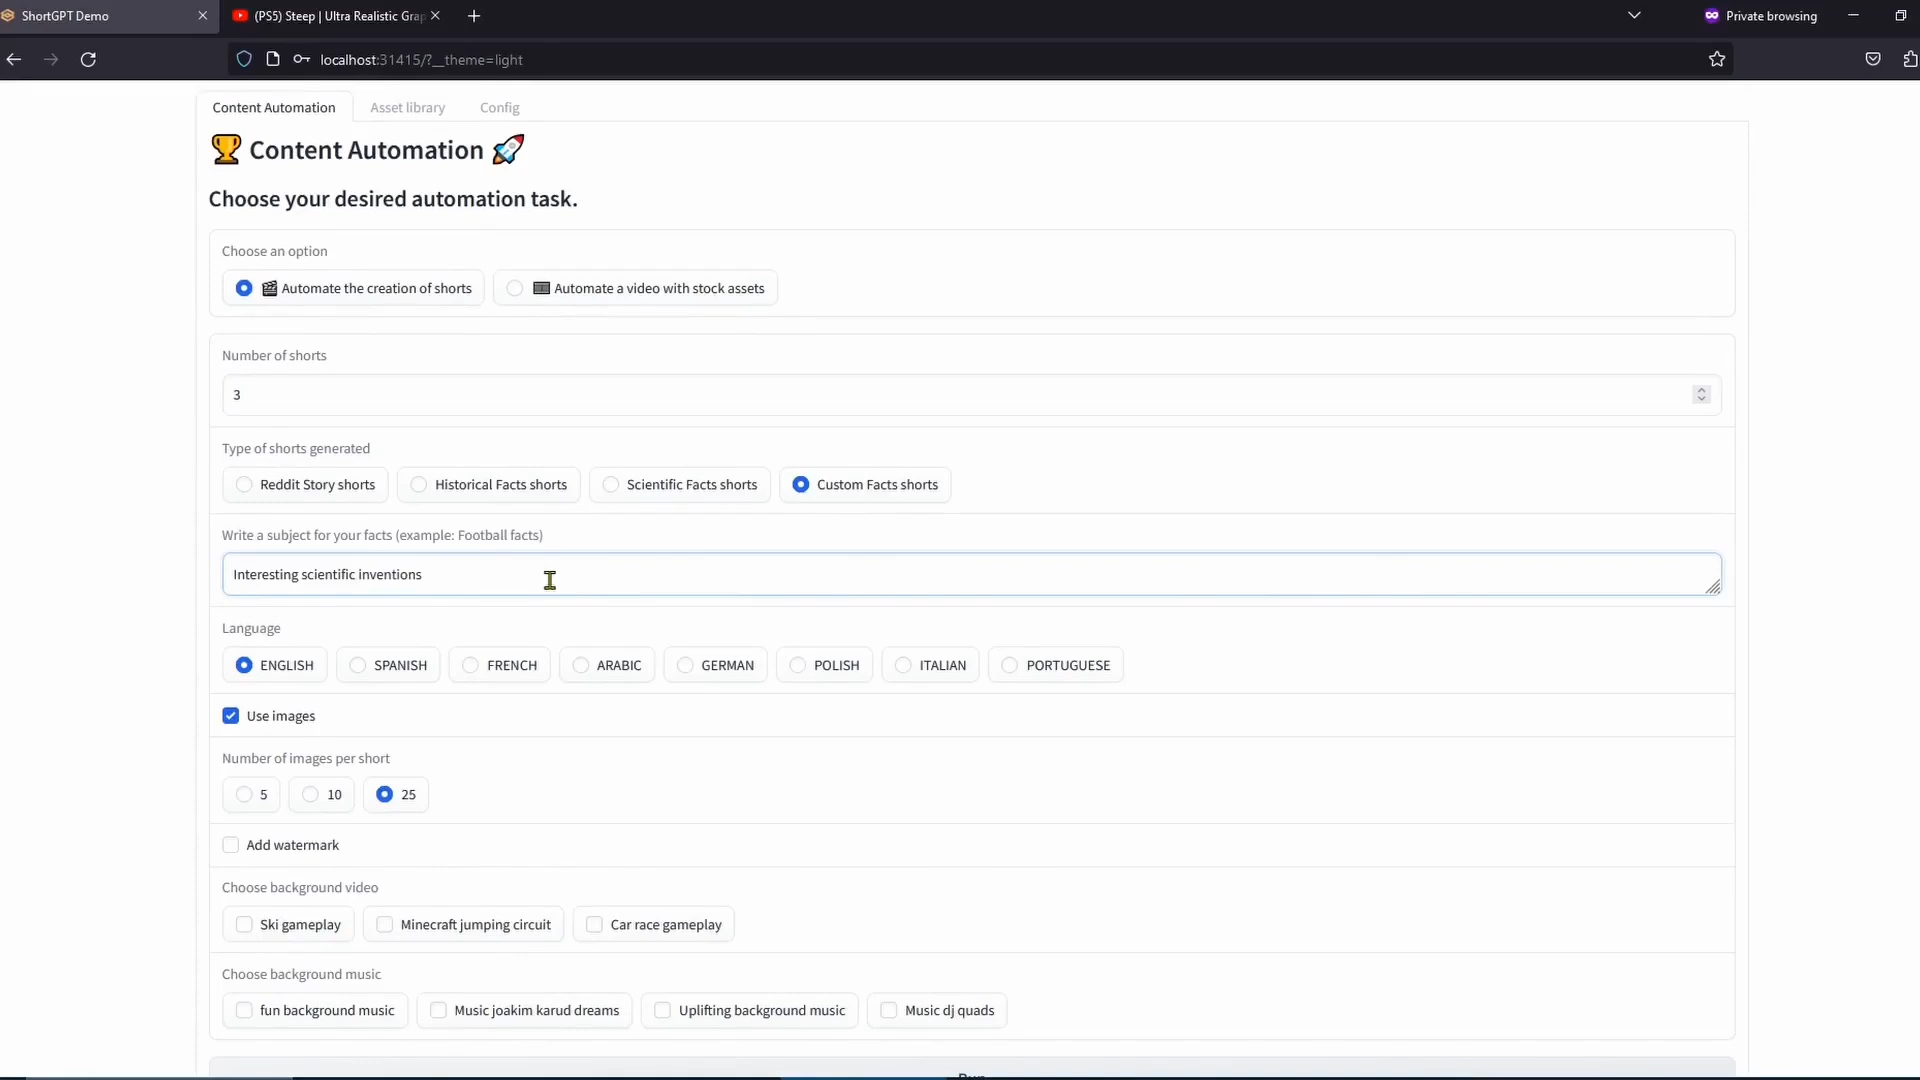 ShortGPT Demo
(PS5) Steep | Ultra Realistic Grap
Private browsing
localhost:31415/?__theme=light
Content Automation Asset library Config
🏆 Content Automation 🚀
Choose your desired automation task.
Choose an option
🎬 Automate the creation of shorts 🎞️ Automate a video with stock assets
Number of shorts
3
Type of shorts generated
Reddit Story shorts Historical Facts shorts Scientific Facts shorts Custom Facts shorts
Write a subject for your facts (example: Football facts)
Interesting scientific inventions
Language
ENGLISH SPANISH FRENCH ARABIC GERMAN POLISH ITALIAN PORTUGUESE
Use images
Number of images per short
5 10 25
Add watermark
Choose background video
Ski gameplay Minecraft jumping circuit Car race gameplay
Choose background music
fun background music Music joakim karud dreams Uplifting background music Music dj quads